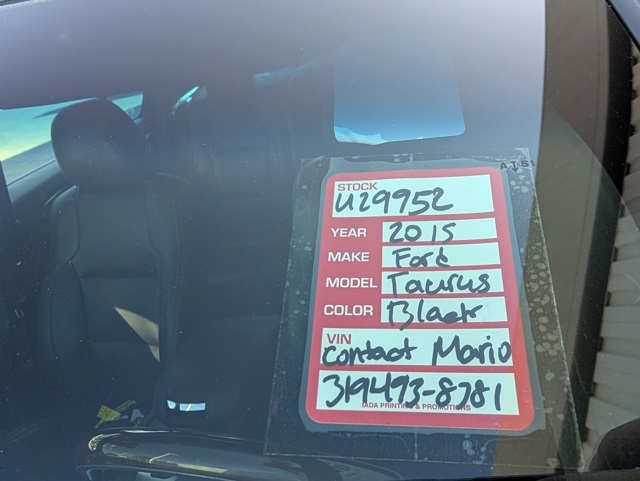 STOCK
U29952
YEAR 2015
MAKE Ford
MODEL Taurus
COLOR Black
VIN
Contact Mario
319493-8781
IADA PRINTING & PROMOTIONS